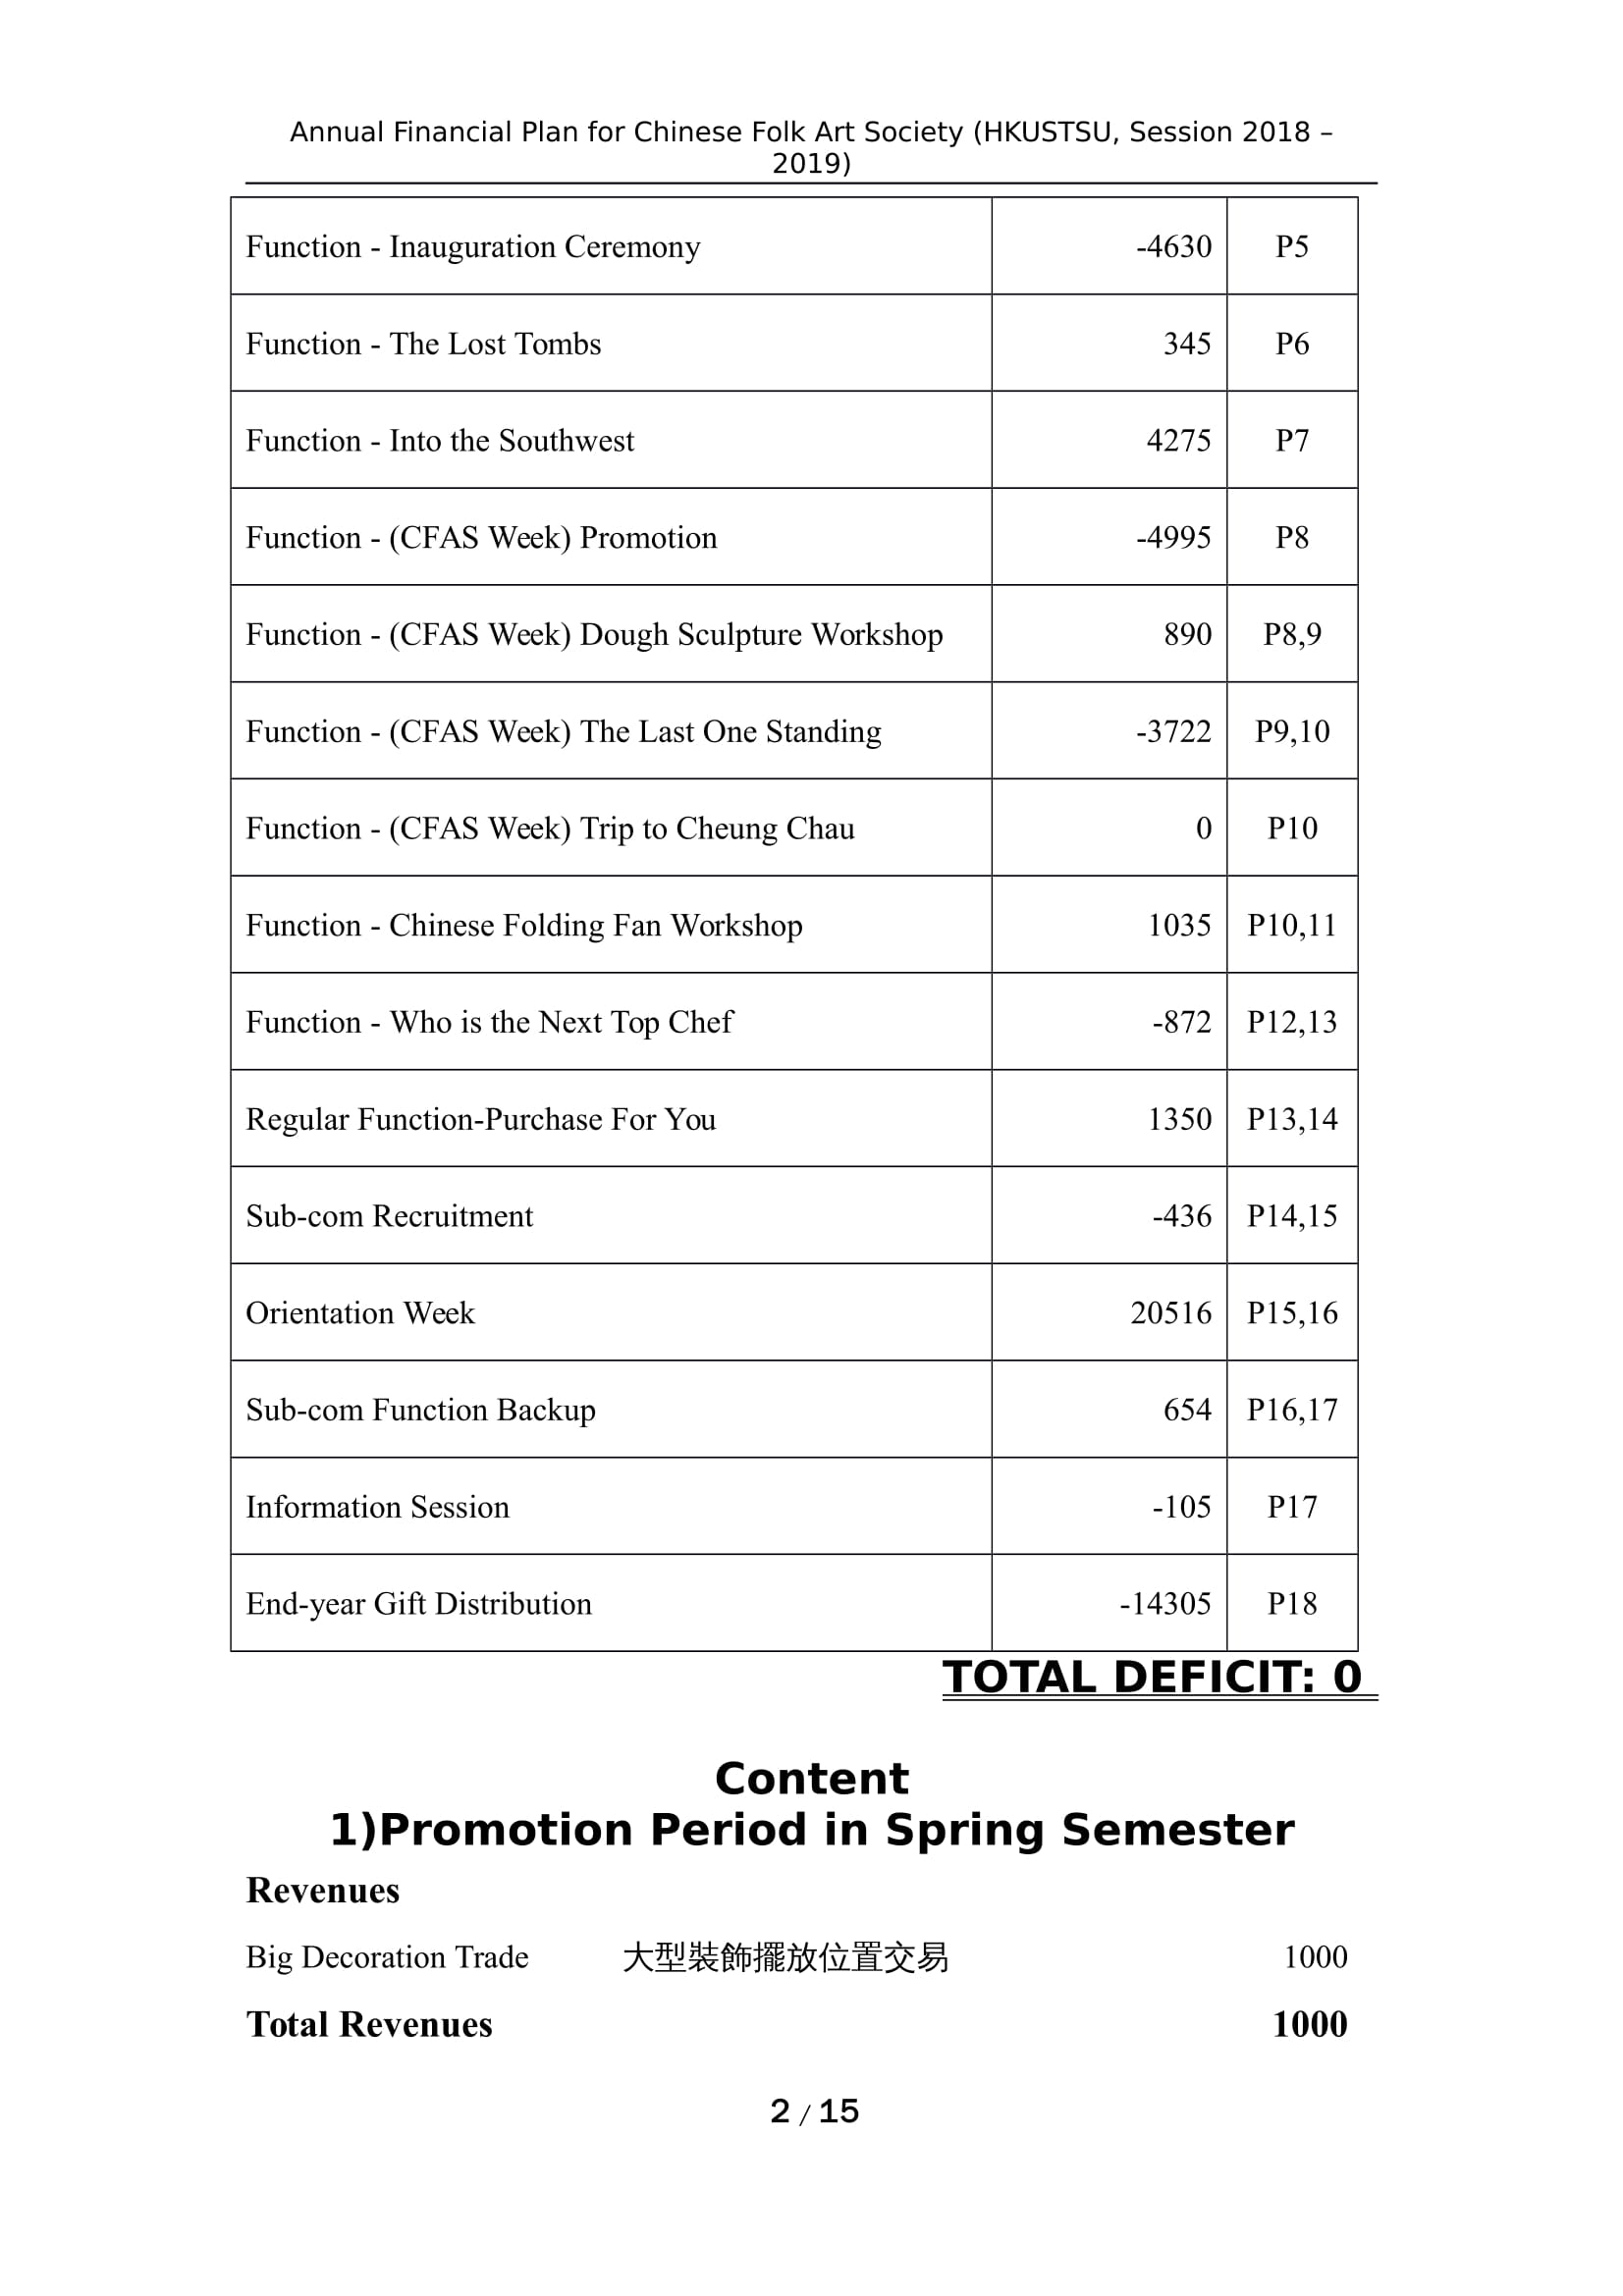 Annual Financial Plan for Chinese Folk Art Society (HKUSTSU, Session 2018 –
2019)
Function - Inauguration Ceremony -4630 P5
Function - The Lost Tombs 345 P6
Function - Into the Southwest 4275 P7
Function - (CFAS Week) Promotion -4995 P8
Function - (CFAS Week) Dough Sculpture Workshop 890 P8,9
Function - (CFAS Week) The Last One Standing -3722 P9,10
Function - (CFAS Week) Trip to Cheung Chau 0 P10
Function - Chinese Folding Fan Workshop 1035 P10,11
Function - Who is the Next Top Chef -872 P12,13
Regular Function-Purchase For You 1350 P13,14
Sub-com Recruitment -436 P14,15
Orientation Week 20516 P15,16
Sub-com Function Backup 654 P16,17
Information Session -105 P17
End-year Gift Distribution -14305 P18
TOTAL DEFICIT: 0
Content
1)Promotion Period in Spring Semester
Revenues
Big Decoration Trade 大型裝飾擺放位置交易 1000
Total Revenues 1000
2 / 15